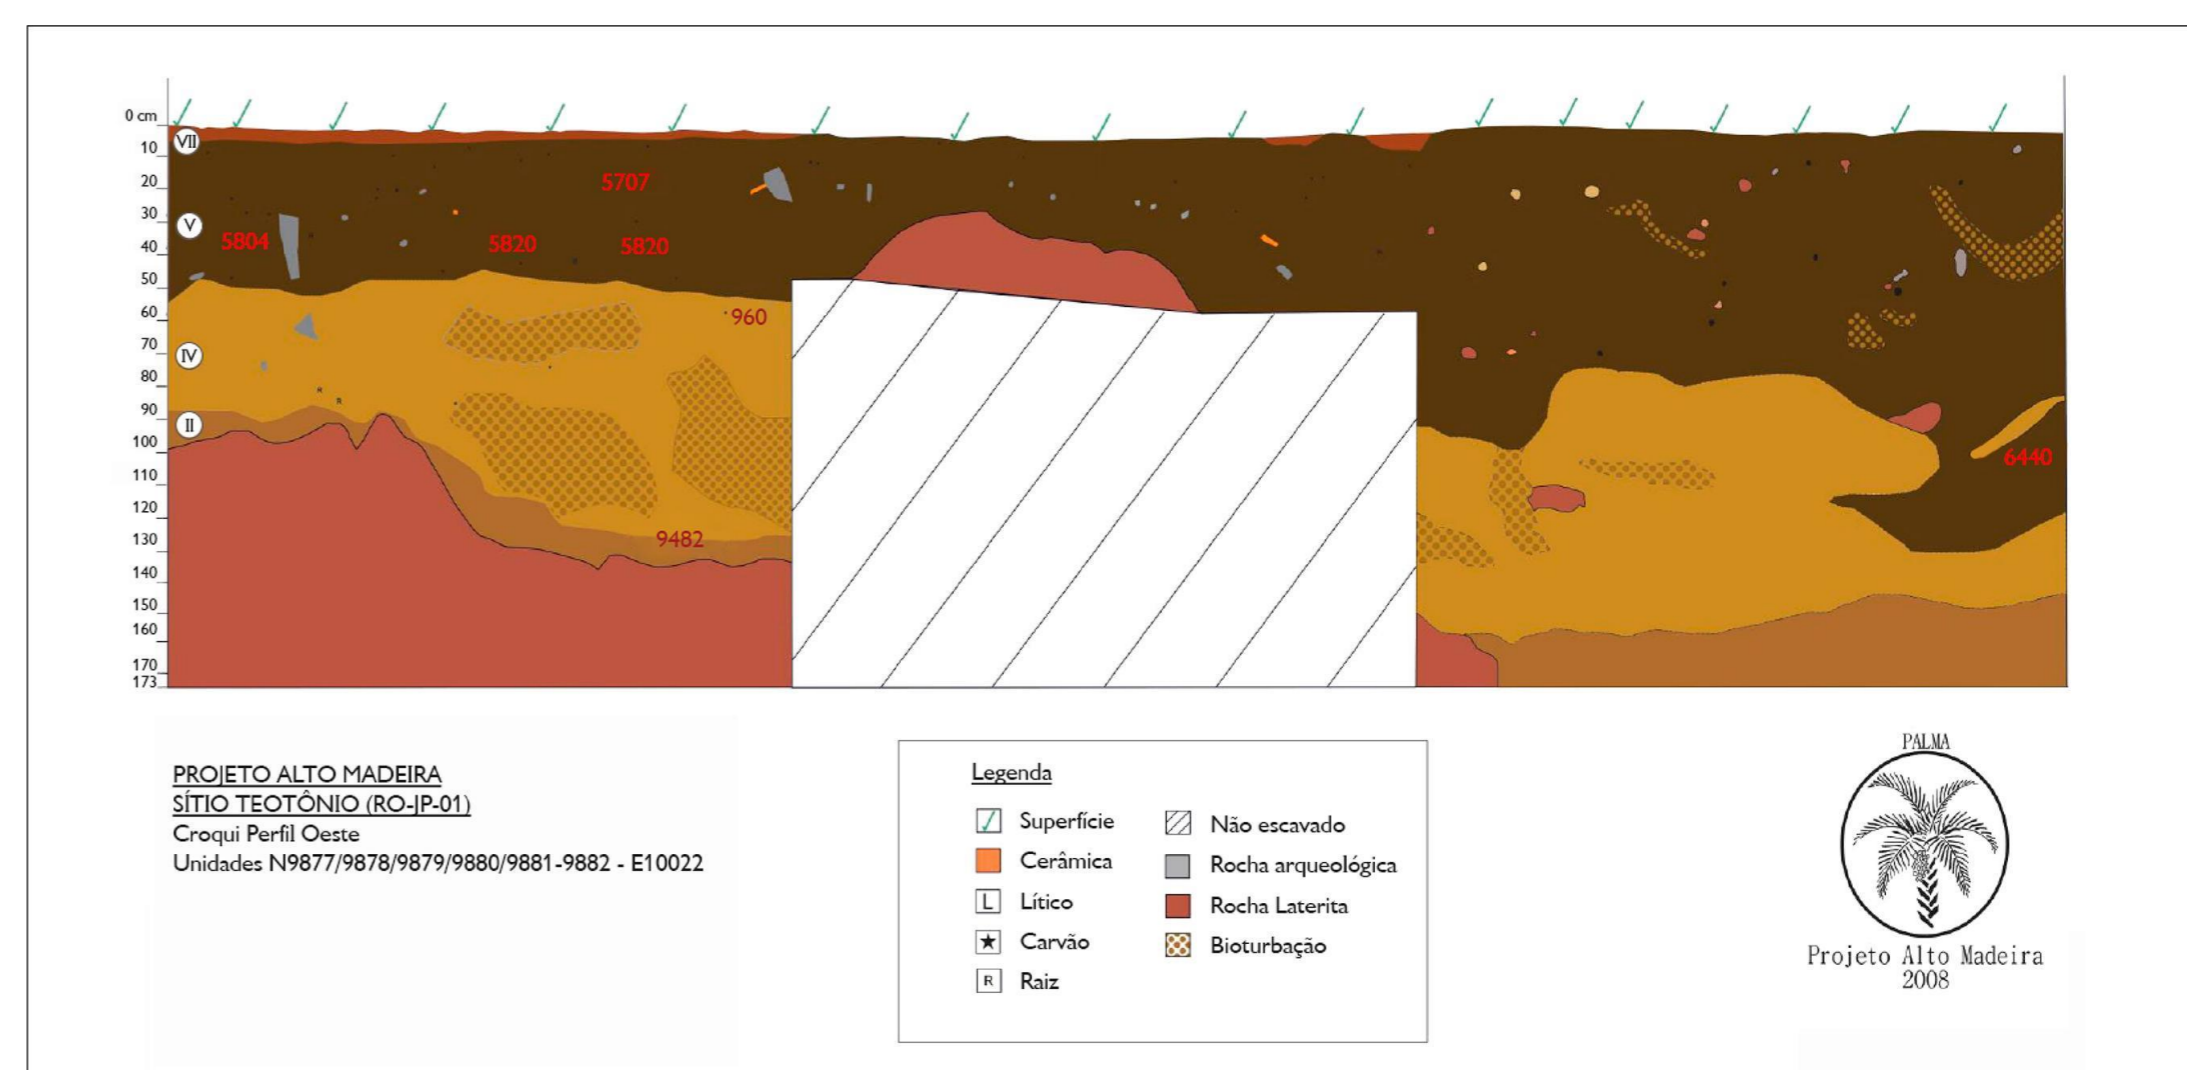 0 cm
10
20
30
40
50
60
70
80
90
100
110
120
130
140
150
160
170
173
VII
V
IV
II
5707
5804
5820
5820
960
9482
6440
R
R
PROJETO ALTO MADEIRA
SÍTIO TEOTÔNIO (RO-JP-01)
Croqui Perfil Oeste
Unidades N9877/9878/9879/9880/9881-9882 - E10022
Legenda
Superfície
Cerâmica
L Lítico
Carvão
R Raiz
Não escavado
Rocha arqueológica
Rocha Laterita
Bioturbação
PALMA
Projeto Alto Madeira
2008